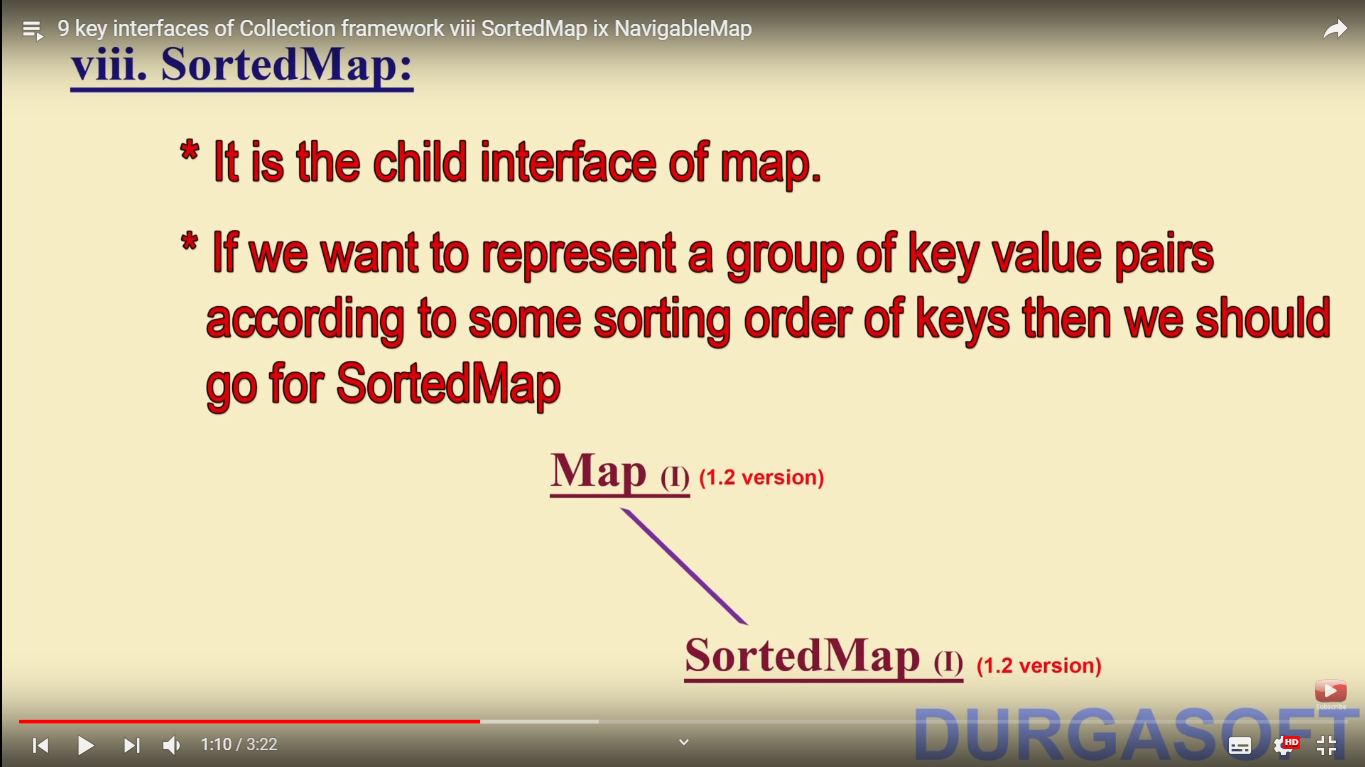 9 key interfaces of Collection framework viii SortedMap ix NavigableMap
viii. SortedMap:
* It is the child interface of map.
* If we want to represent a group of key value pairs
according to some sorting order of keys then we should
go for SortedMap
Map (I) (1.2 version)
SortedMap (I) (1.2 version)
Subscribe
DURGASOFT
1:10 / 3:22
HD